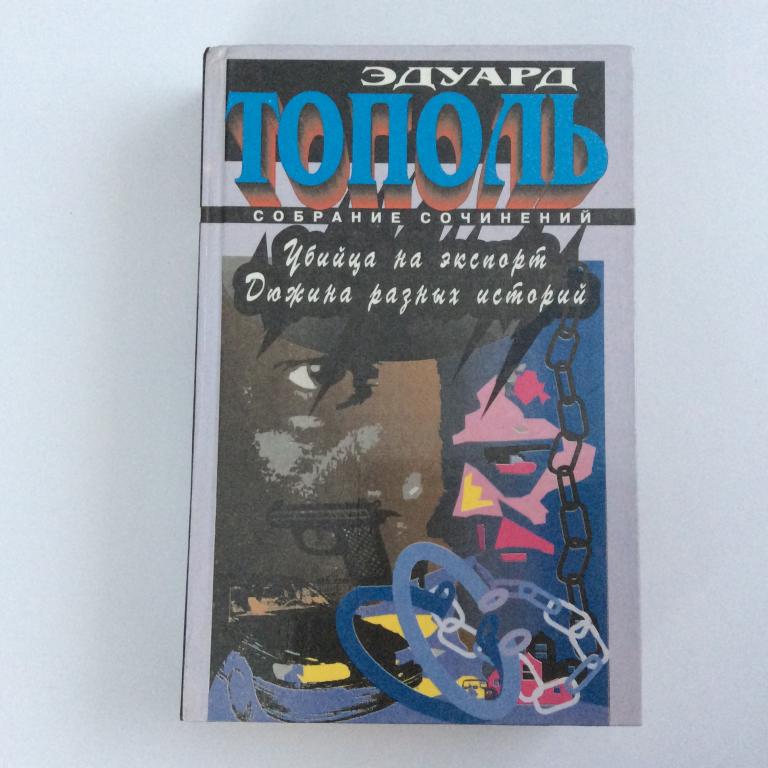 ЭДУАРД
ТОПОЛЬ
СОБРАНИЕ СОЧИНЕНИЙ
Убийца на экспорт
Дюжина разных историй